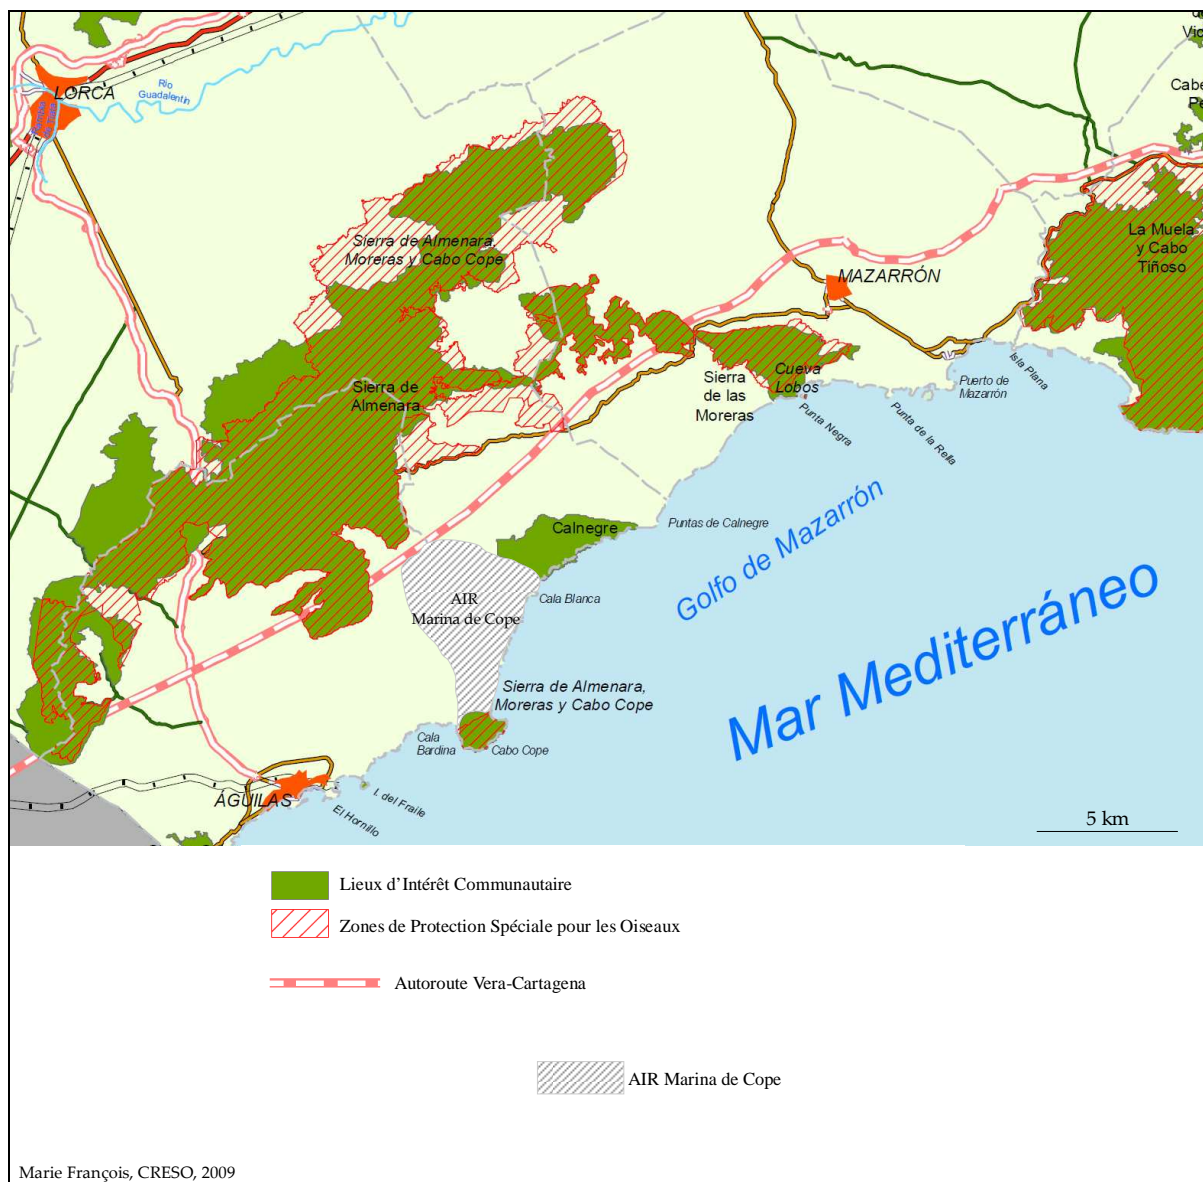 LORCA
Río
Guadalentín
Vic
Cabe
Pe
La Muela
y Cabo
Tiñoso
Sierra de Almenara,
Moreras y Cabo Cope
MAZARRÓN
Sierra de
Almenara
Sierra
de las
Moreras
Cueva
Lobos
Isla Plana
Puerto de
Mazarrón
Punta Negra
Punta de la Rella
Calnegre
Puntas de Calnegre
Golfo de Mazarrón
Mar Mediterráneo
AIR
Marina de Cope
Cala Blanca
Sierra de Almenara,
Moreras y Cabo Cope
Cala
Bardina
Cabo Cope
ÁGUILAS
I. del Fraile
El Hornillo
5 km
Lieux d’Intérêt Communautaire
Zones de Protection Spéciale pour les Oiseaux
Autoroute Vera-Cartagena
AIR Marina de Cope
Marie François, CRESO, 2009